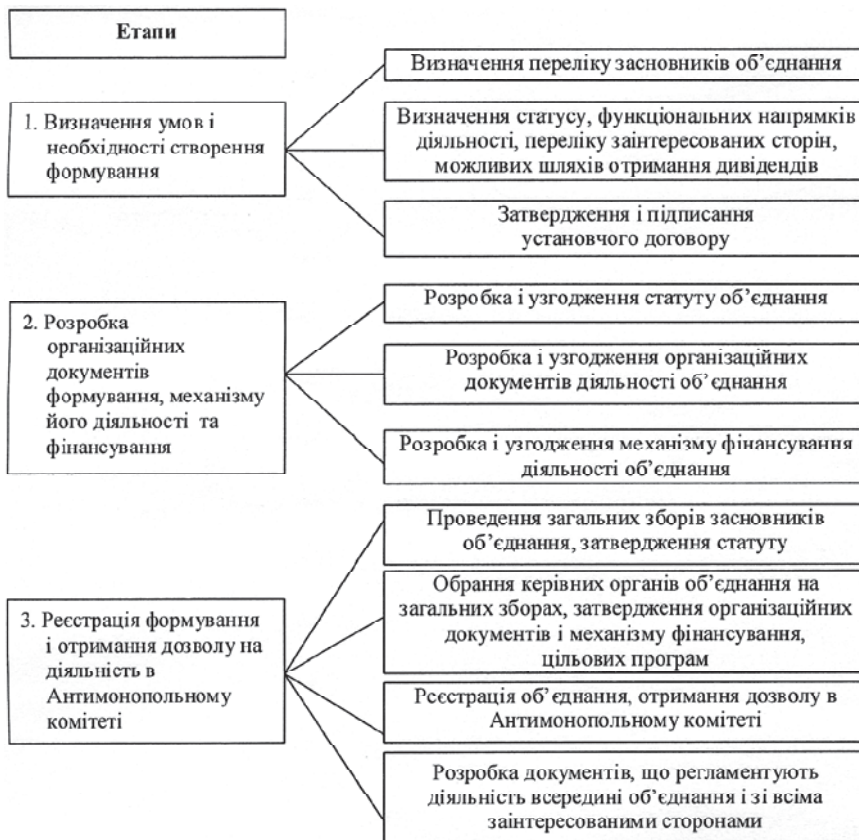 Етапи
1. Визначення умов і
необхідності створення
формування
Визначення переліку засновників об’єднання
Визначення статусу, функціональних напрямків
діяльності, переліку заінтересованих сторін,
можливих шляхів отримання дивідендів
Затвердження і підписання
установчого договору
2. Розробка
організаційних
документів
формування, механізму
його діяльності та
фінансування
Розробка і узгодження статуту об’єднання
Розробка і узгодження організаційних
документів діяльності об’єднання
Розробка і узгодження механізму фінансування
діяльності об’єднання
3. Реєстрація формування
і отримання дозволу на
діяльність в
Антимонопольному
комітеті
Проведення загальних зборів засновників
об’єднання, затвердження статуту
Обрання керівних органів об’єднання на
загальних зборах, затвердження організаційних
документів і механізму фінансування,
цільових програм
Реєстрація об’єднання, отримання дозволу в
Антимонопольному комітеті
Розробка документів, що регламентують
діяльність всередині об’єднання і зі всіма
заінтересованими сторонами